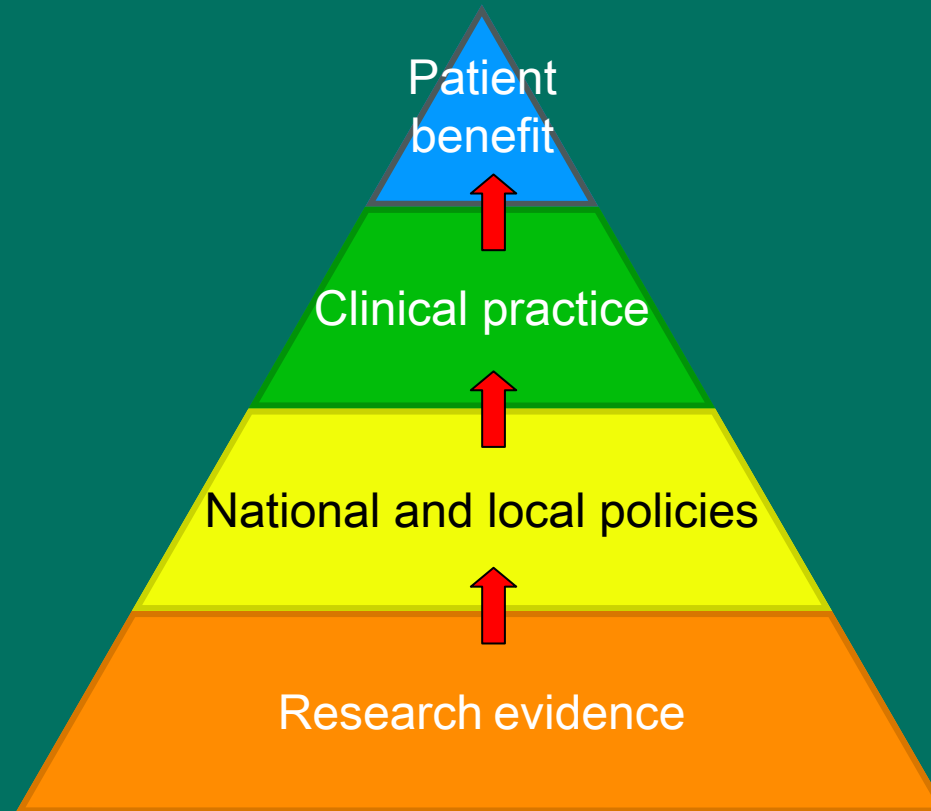 Patient
benefit
Clinical practice
National and local policies
Research evidence